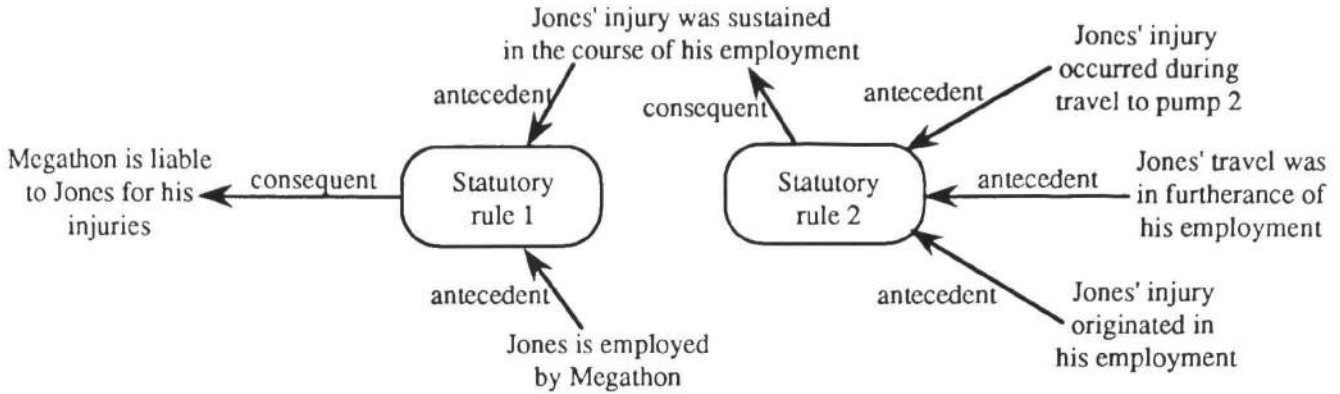 Jones' injury was sustained
in the course of his employment
Jones' injury
occurred during
travel to pump 2
antecedent
consequent
antecedent
Megathon is liable
to Jones for his
injuries
consequent
Statutory
rule 1
Statutory
rule 2
antecedent
Jones' travel was
in furtherance of
his employment
antecedent
antecedent
Jones' injury
originated in
his employment
Jones is employed
by Megathon